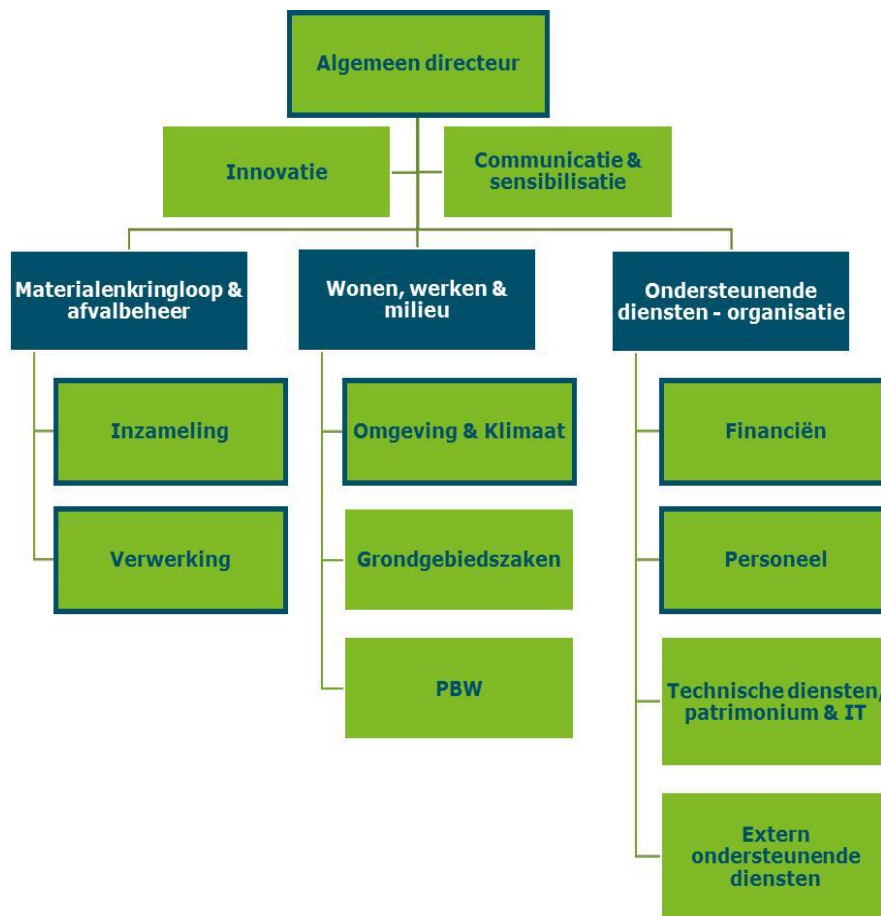 Algemeen directeur
Innovatie
Communicatie &
sensibilisatie
Materialenkringloop &
afvalbeheer
Wonen, werken &
milieu
Ondersteunende
diensten - organisatie
Inzameling
Omgeving & Klimaat
Financiën
Verwerking
Grondgebiedszaken
Personeel
PBW
Technische diensten,
patrimonium & IT
Extern
ondersteunende
diensten